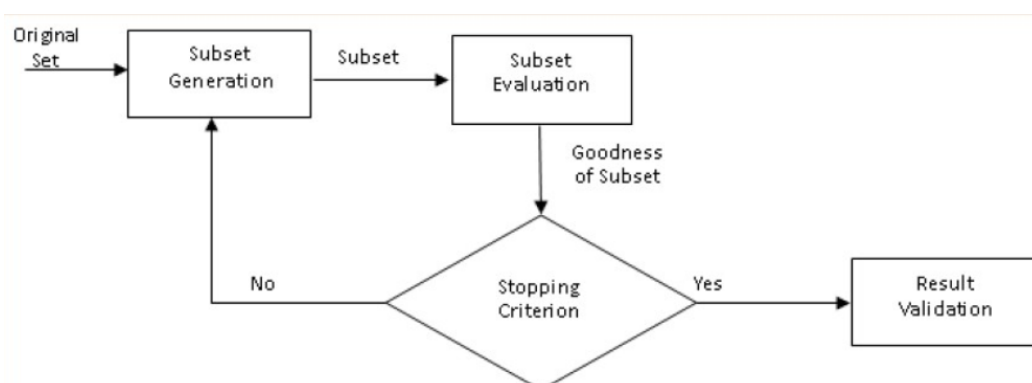 Original
Set
Subset
Generation
Subset
Subset
Evaluation
Goodness
of Subset
No
Stopping
Criterion
Yes
Result
Validation